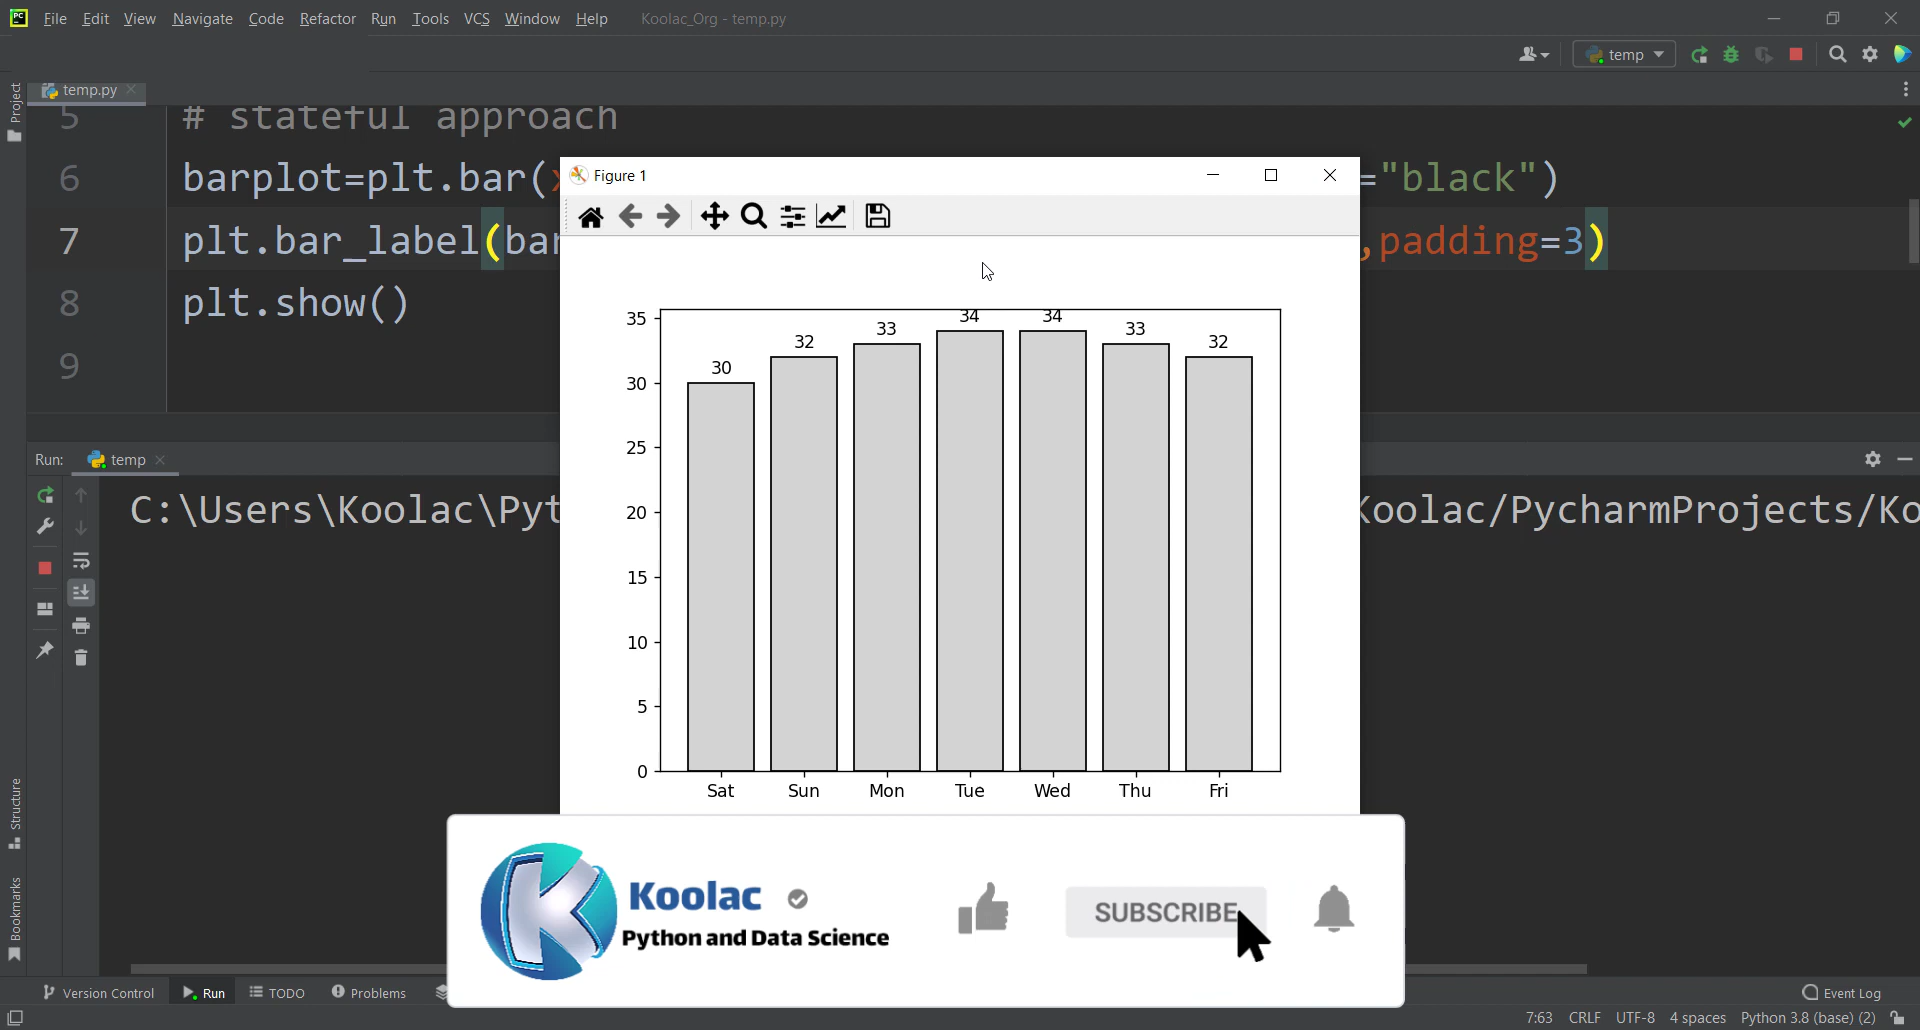 File Edit View Navigate Code Refactor Run Tools VCS Window Help Koolac_Org - temp.py
temp
Project
temp.py
5 # stateful approach
6 barplot=plt.bar( ="black")
7 plt.bar_label(bar ,padding=3)
8 plt.show()
9
Figure 1
35
30
25
20
15
10
5
0
30 32 33 34 34 33 32
Sat Sun Mon Tue Wed Thu Fri
Run: temp
C:\Users\Koolac\Pyt Koolac/PycharmProjects/Ko
Structure
Bookmarks
Koolac
Python and Data Science
SUBSCRIBE
Version Control Run TODO Problems Event Log
7:63 CRLF UTF-8 4 spaces Python 3.8 (base) (2)